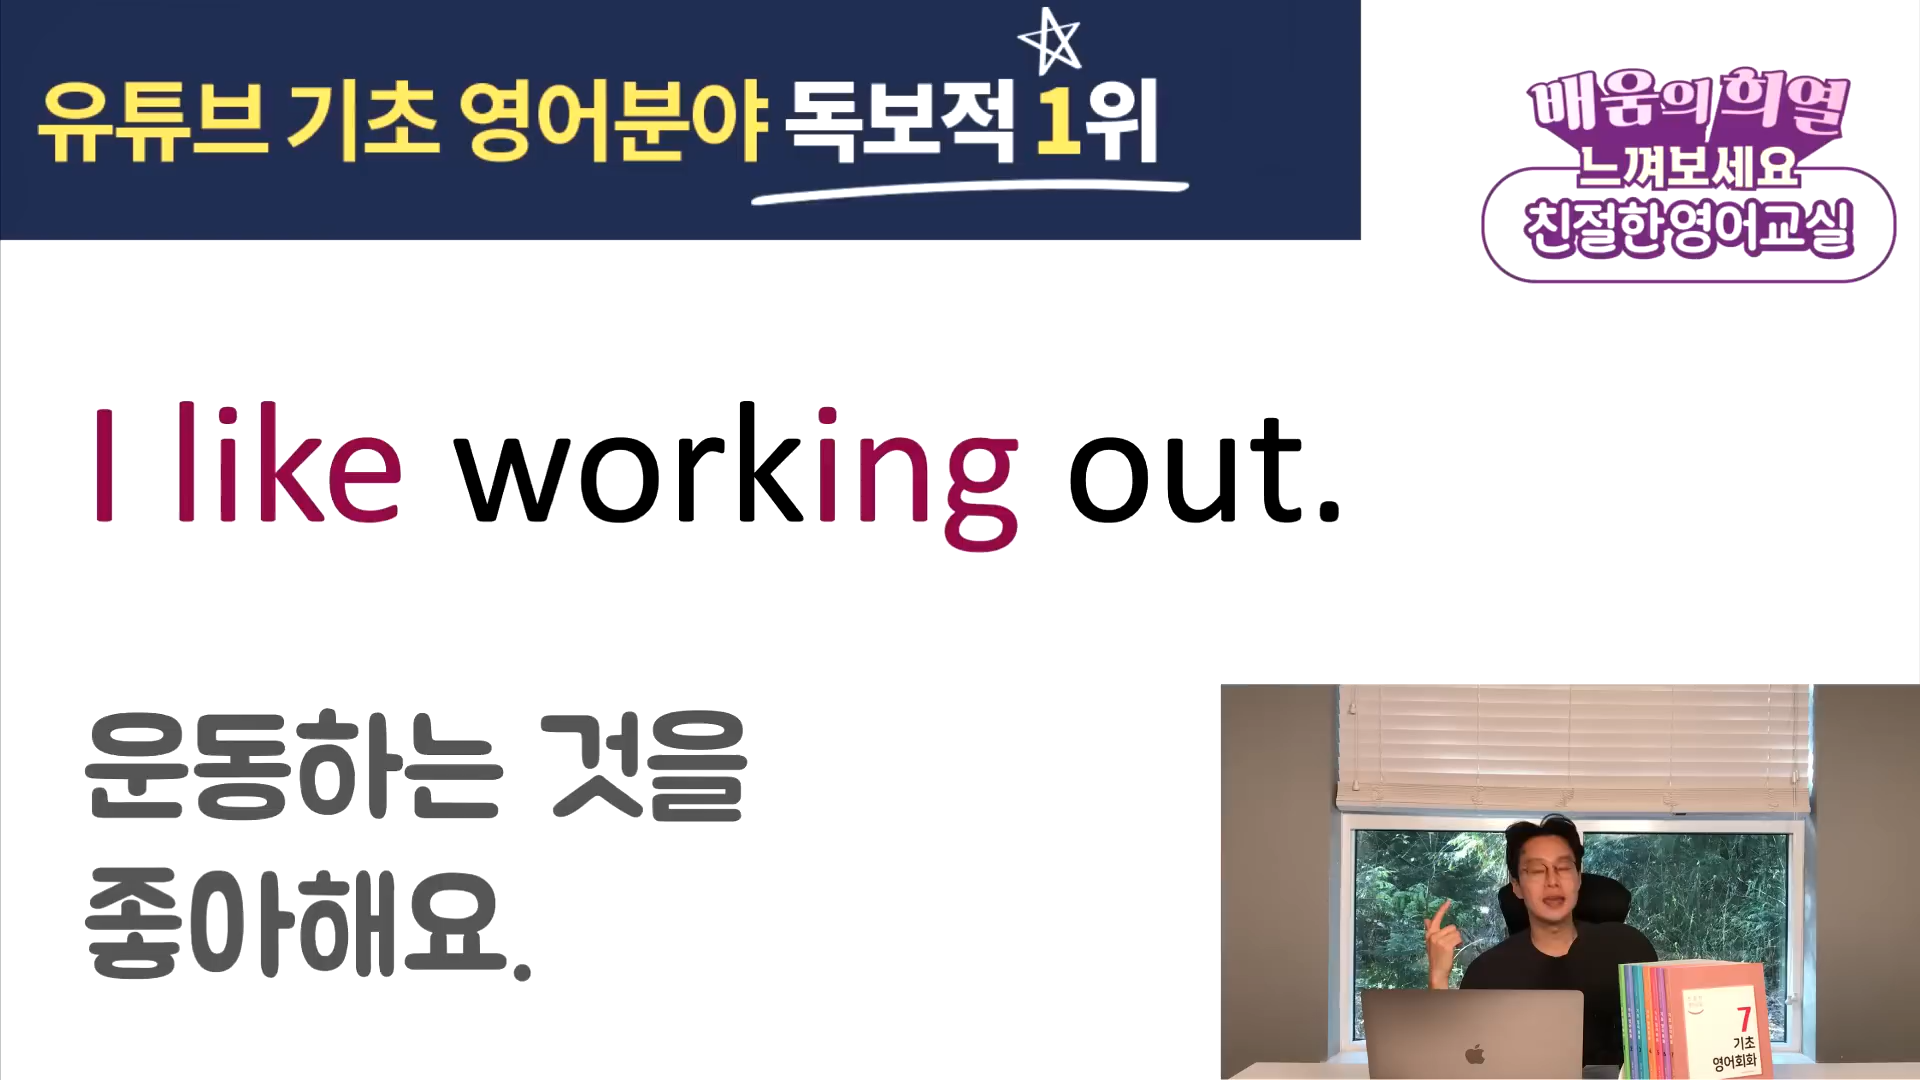 유튜브 기초 영어분야 독보적 1위
배움의 희열
느껴보세요
친절한영어교실
I like working out.
운동하는 것을
좋아해요.
7
기초
영어회화